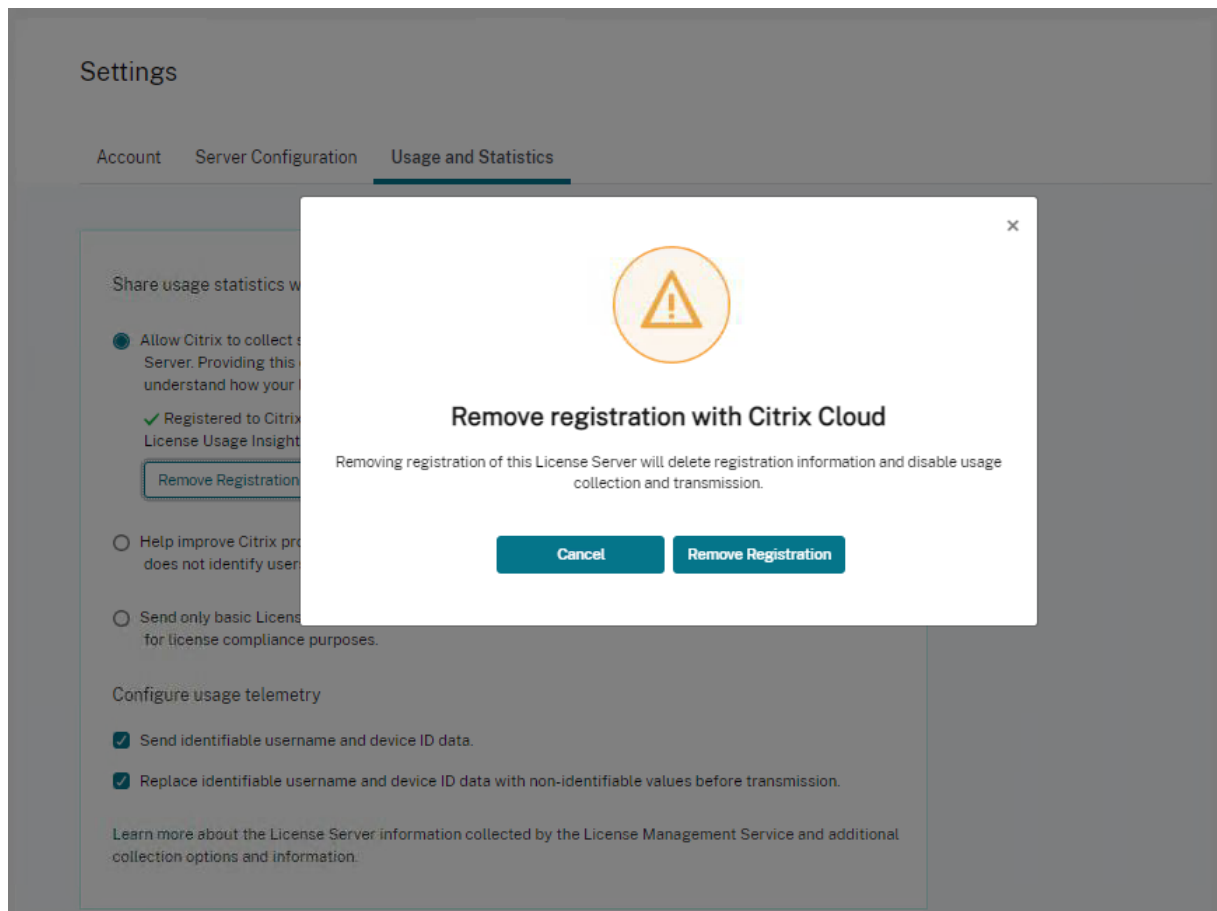 Settings
Account Server Configuration Usage and Statistics
×
Share usage statistics w
Allow Citrix to collect s
Server. Providing this
understand how your
Registered to Citrix
License Usage Insight
Remove Registration
Remove registration with Citrix Cloud
Removing registration of this License Server will delete registration information and disable usage
collection and transmission.
Cancel Remove Registration
Help improve Citrix pro
does not identify user
Send only basic Licens
for license compliance purposes.
Configure usage telemetry
Send identifiable username and device ID data.
Replace identifiable username and device ID data with non-identifiable values before transmission.
Learn more about the License Server information collected by the License Management Service and additional
collection options and information.